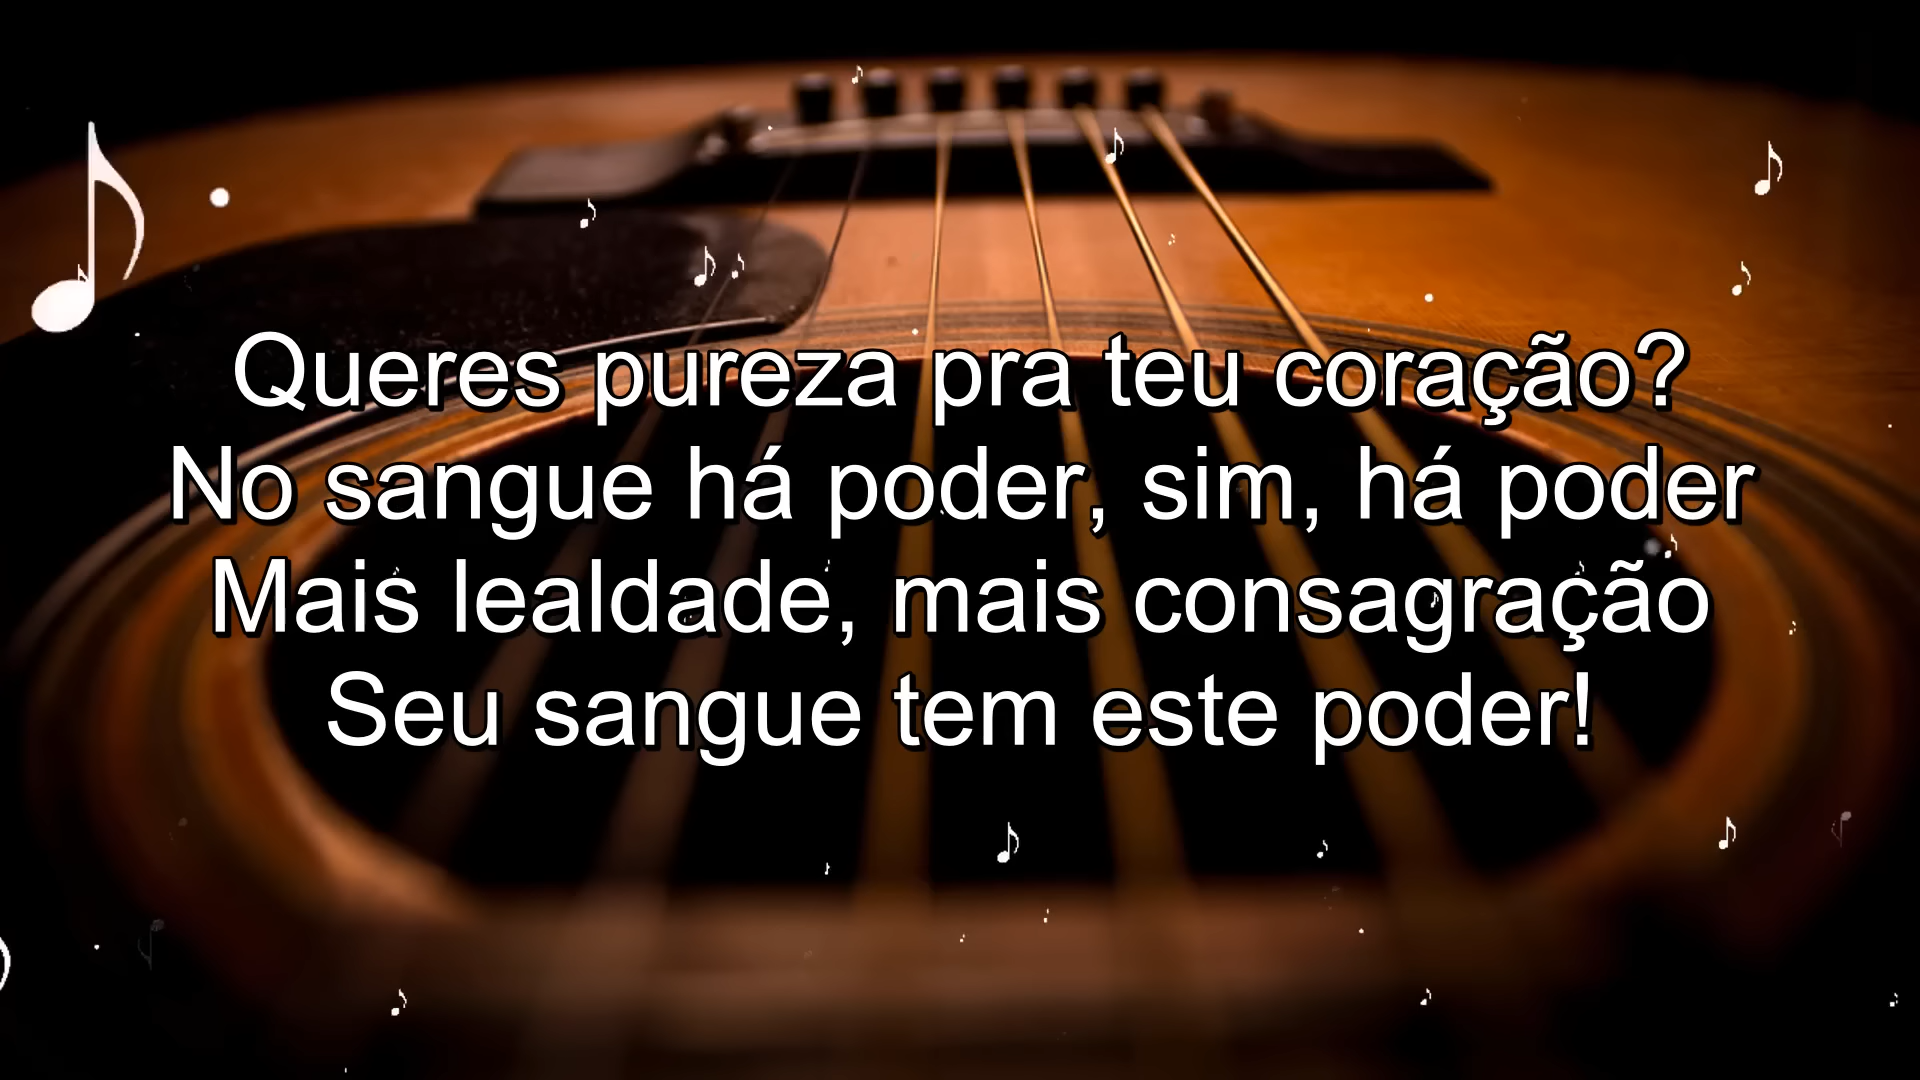 Queres pureza pra teu coração?
No sangue há poder, sim, há poder
Mais lealdade, mais consagração
Seu sangue tem este poder!